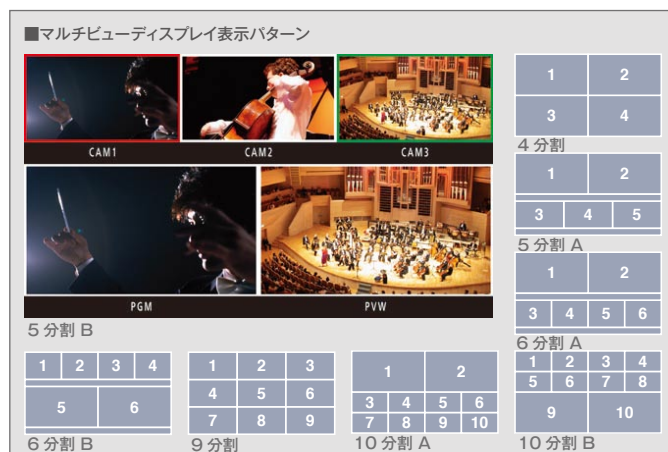 ■マルチビューディスプレイ表示パターン
CAM1 CAM2 CAM3
PGM PVW
5 分割 B
1 2
3 4
4 分割
1 2
3 4 5
5 分割 A
1 2
3 4 5 6
6 分割 A
1 2 3 4
5 6
6 分割 B
1 2 3
4 5 6
7 8 9
9 分割
1 2
3 4 5 6
7 8 9 10
10 分割 A
1 2 3 4
5 6 7 8
9 10
10 分割 B